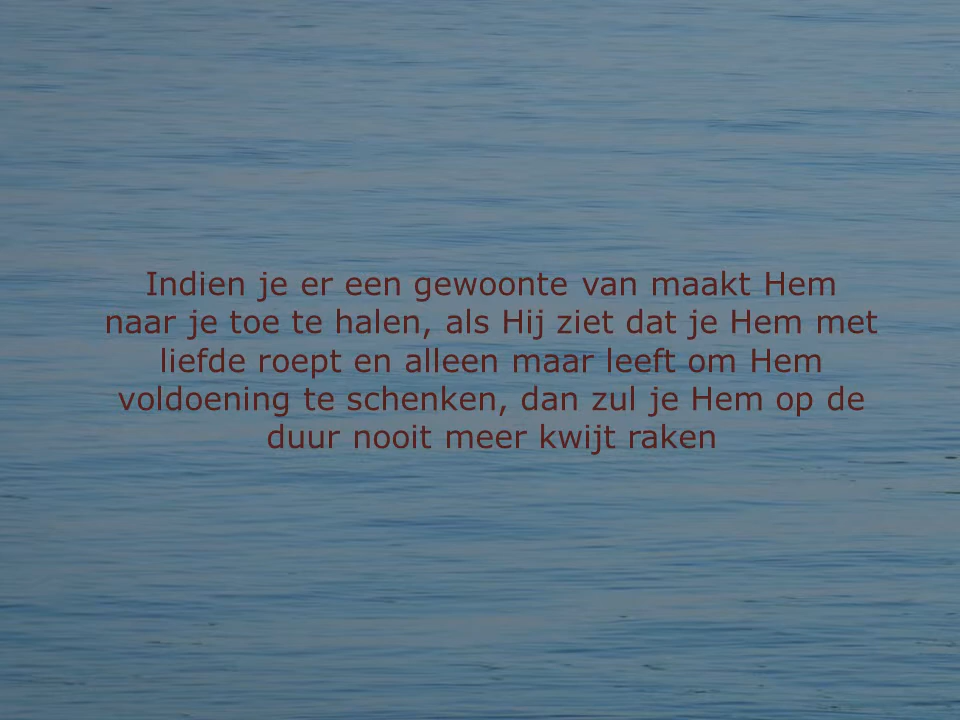 Indien je er een gewoonte van maakt Hem
naar je toe te halen, als Hij ziet dat je Hem met
liefde roept en alleen maar leeft om Hem
voldoening te schenken, dan zul je Hem op de
duur nooit meer kwijt raken